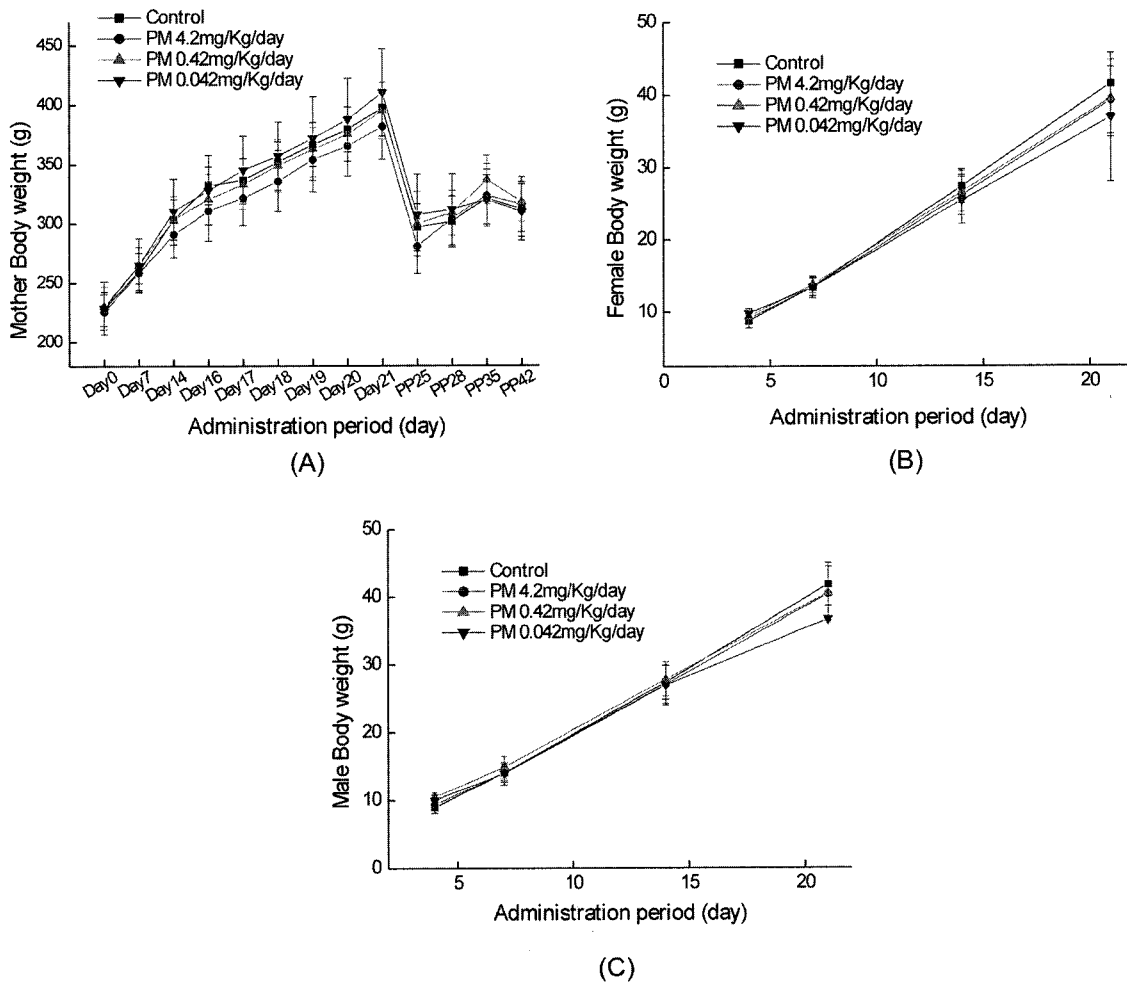 Control
PM 4.2mg/Kg/day
PM 0.42mg/Kg/day
PM 0.042mg/Kg/day
Mother Body weight (g)
450
400
350
300
250
200
Day0 Day7 Day14 Day16 Day17 Day18 Day19 Day20 Day21 PP25 PP28 PP35 PP42
Administration period (day)
(A)
Control
PM 4.2mg/Kg/day
PM 0.42mg/Kg/day
PM 0.042mg/Kg/day
Female Body weight (g)
50
40
30
20
10
0 5 10 15 20
Administration period (day)
(B)
Control
PM 4.2mg/Kg/day
PM 0.42mg/Kg/day
PM 0.042mg/Kg/day
Male Body weight (g)
50
40
30
20
10
0
5 10 15 20
Administration period (day)
(C)